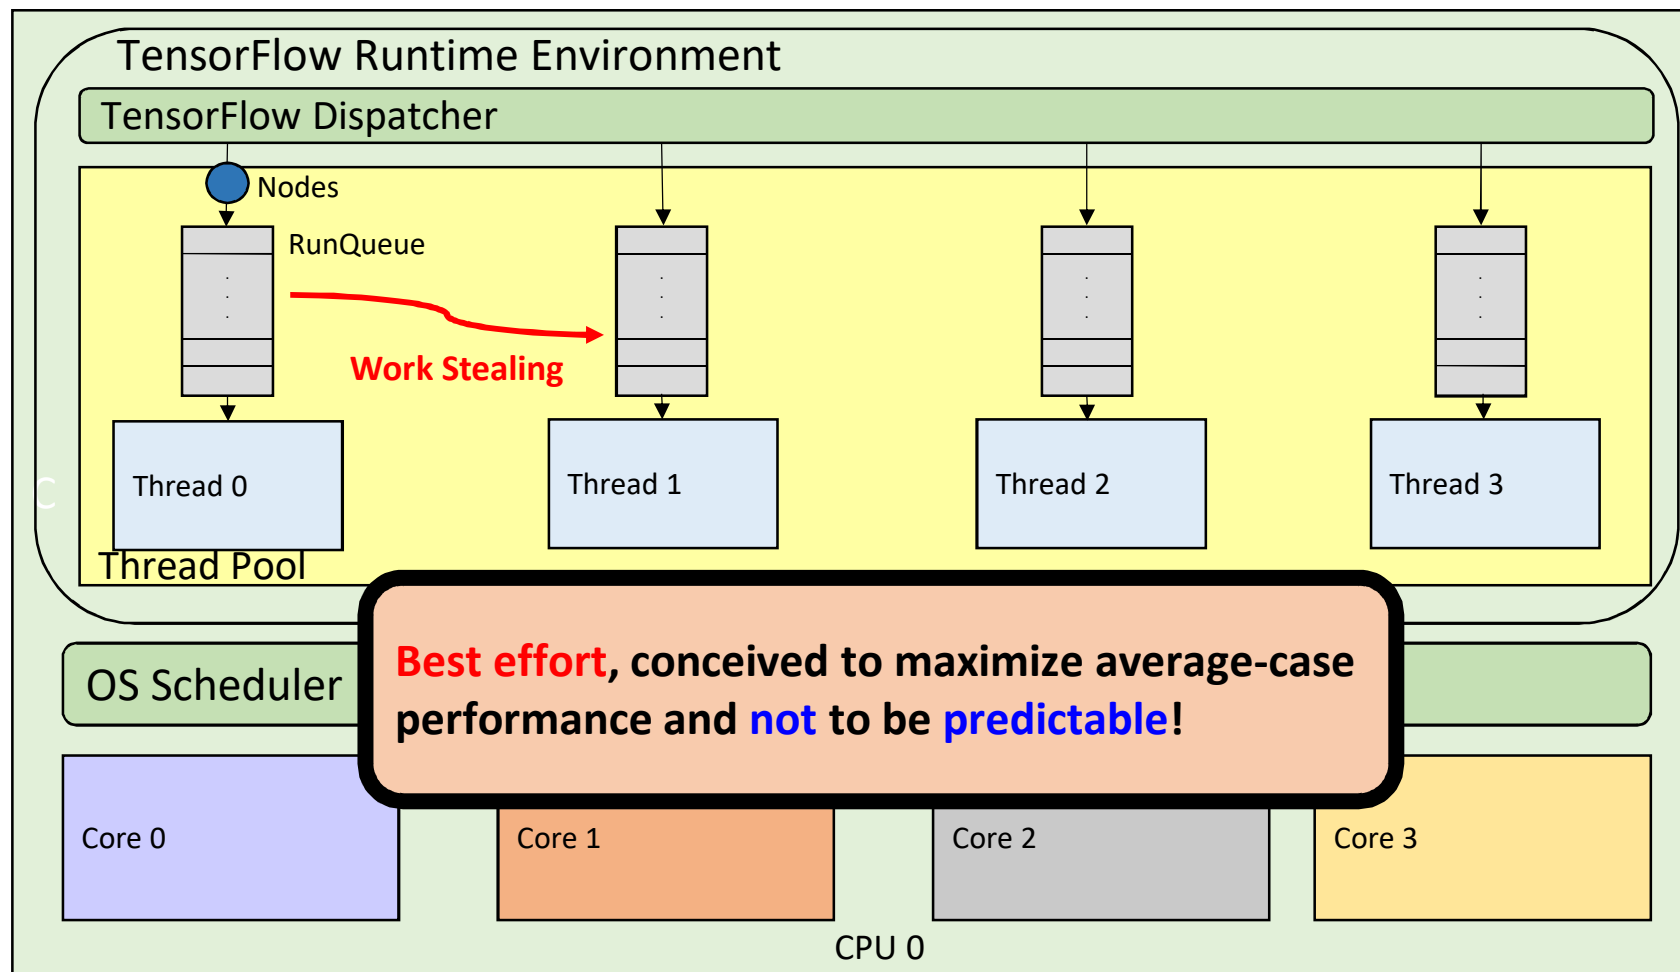 TensorFlow Runtime Environment
TensorFlow Dispatcher
Nodes
RunQueue
Work Stealing
Thread 0
Thread 1
Thread 2
Thread 3
C
Thread Pool
Best effort, conceived to maximize average-case
performance and not to be predictable!
OS Scheduler
Core 0
Core 1
Core 2
Core 3
CPU 0